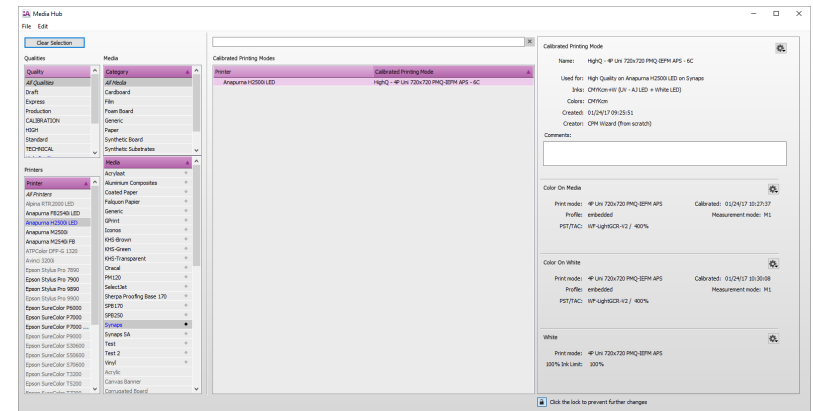 Media Hub
File Edit
Clear Selection
Qualities
Quality
All Qualities
Draft
Express
Production
CALIBRATION
HIGH
Standard
TECHNICAL
Printers
Printer
All Printers
Alpina RTR2000 LED
Anapurna FB2540i LED
Anapurna H2500i LED
Anapurna M2500i
Anapurna M2540i FB
ATPColor DFP-G 1320
Avinci 3200i
Epson Stylus Pro 7890
Epson Stylus Pro 7900
Epson Stylus Pro 9890
Epson Stylus Pro 9900
Epson SureColor P6000
Epson SureColor P7000
Epson SureColor P7000 ...
Epson SureColor P9000
Epson SureColor S30600
Epson SureColor S50600
Epson SureColor S70600
Epson SureColor T3200
Epson SureColor T5200
Media
Category
All Media
Cardboard
Film
Foam Board
Generic
Paper
Synthetic Board
Synthetic Substrates
Media
Acrylaat
Aluminium Composites
Coated Paper
Falquon Papier
Generic
GPrint
Iconos
KHS-Brown
KHS-Green
KHS-Transparent
Oracal
PM120
SelectJet
Sherpa Proofing Base 170
SPB170
SPB250
Synaps
Synaps SA
Test
Test 2
Vinyl
Acrylic
Canvas Banner
Corrugated Board
Calibrated Printing Modes
Printer Calibrated Printing Mode
Anapurna H2500i LED HighQ - 4P Uni 720x720 PMQ-IEFM APS - 6C
Calibrated Printing Mode
Name: HighQ - 4P Uni 720x720 PMQ-IEFM APS - 6C
Used for: High Quality on Anapurna H2500i LED on Synaps
Inks: CMYKcm+W (UV - AJ LED + White LED)
Colors: CMYKcm
Created: 01/24/17 09:25:51
Creator: CPM Wizard (from scratch)
Comments:
Color On Media
Print mode: 4P Uni 720x720 PMQ-IEFM APS Calibrated: 01/24/17 10:27:37
Profile: embedded Measurement mode: M1
PST/TAC: WF-LightGCR-V2 / 400%
Color On White
Print mode: 4P Uni 720x720 PMQ-IEFM APS Calibrated: 01/24/17 10:30:08
Profile: embedded Measurement mode: M1
PST/TAC: WF-LightGCR-V2 / 400%
White
Print mode: 4P Uni 720x720 PMQ-IEFM APS
100% Ink Limit: 100%
Click the lock to prevent further changes